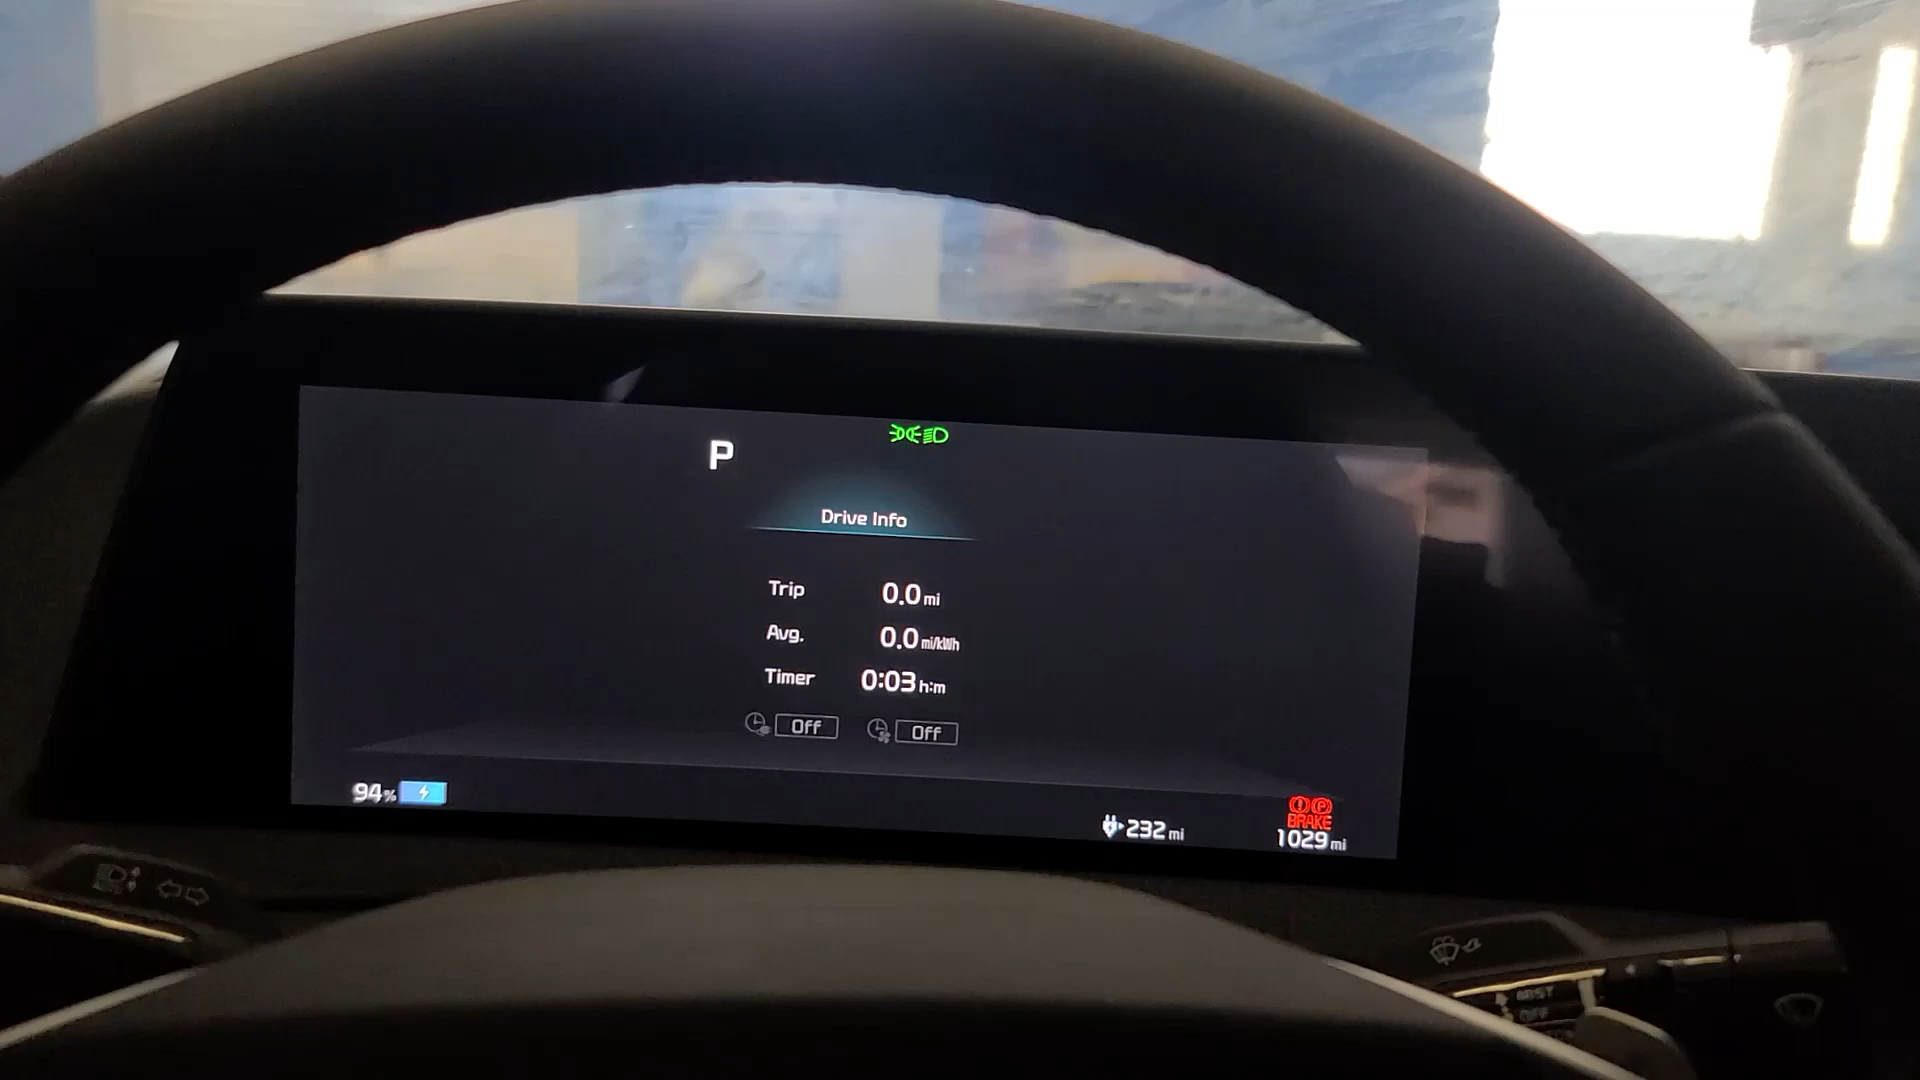 P
Drive Info
Trip 0.0 mi
Avg. 0.0 mi/kWh
Timer 0:03 h:m
Off Off
94%
232 mi
BRAKE
1029 mi
OFF